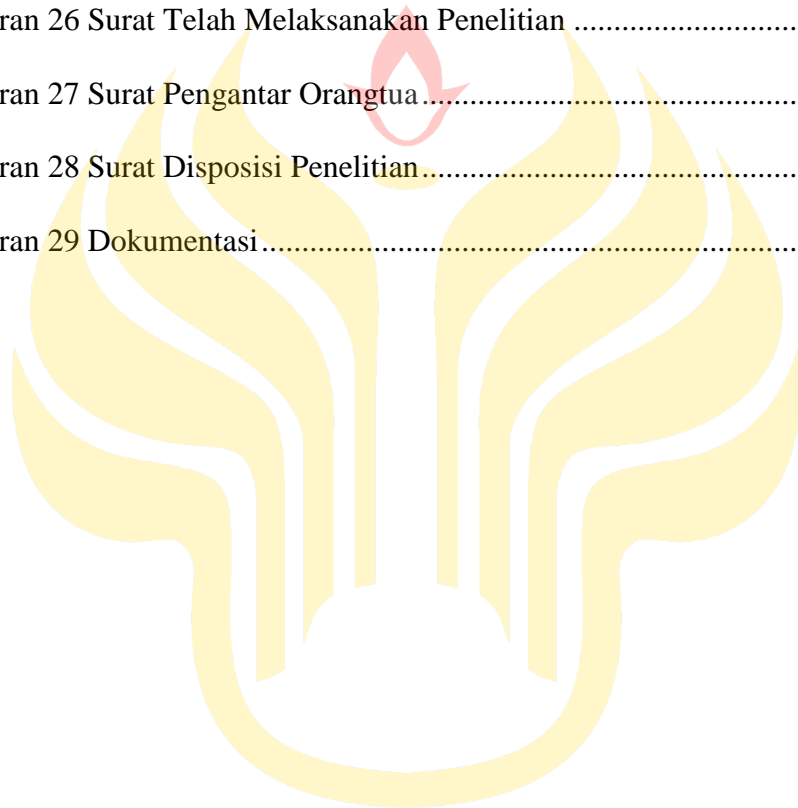 ran 26 Surat Telah Melaksanakan Penelitian ............................
ran 27 Surat Pengantar Orangtua ...............................................
ran 28 Surat Disposisi Penelitian ...............................................
ran 29 Dokumentasi ...................................................................